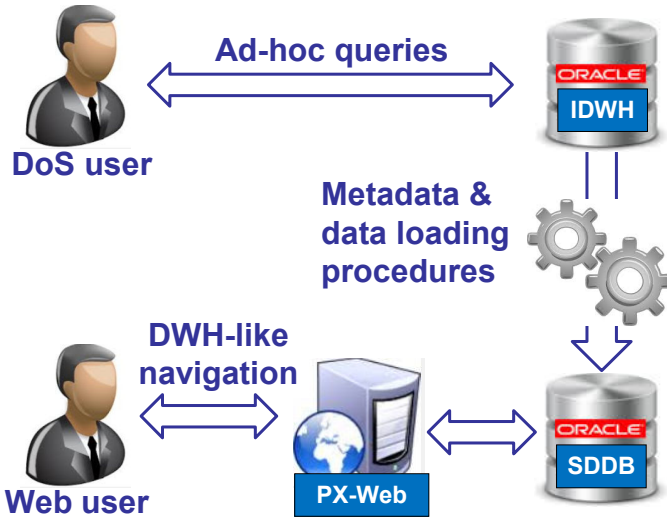 Ad-hoc queries
ORACLE
IDWH
DoS user
Metadata &
data loading
procedures
DWH-like
navigation
ORACLE
SDDB
PX-Web
Web user